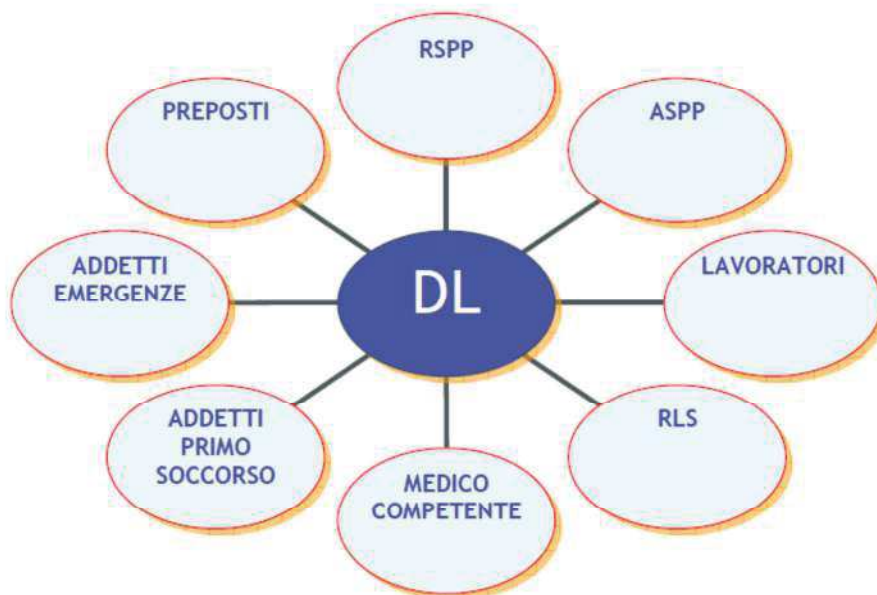 RSPP
PREPOSTI
ASPP
ADDETTI
EMERGENZE
DL
LAVORATORI
ADDETTI
PRIMO
SOCCORSO
RLS
MEDICO
COMPETENTE